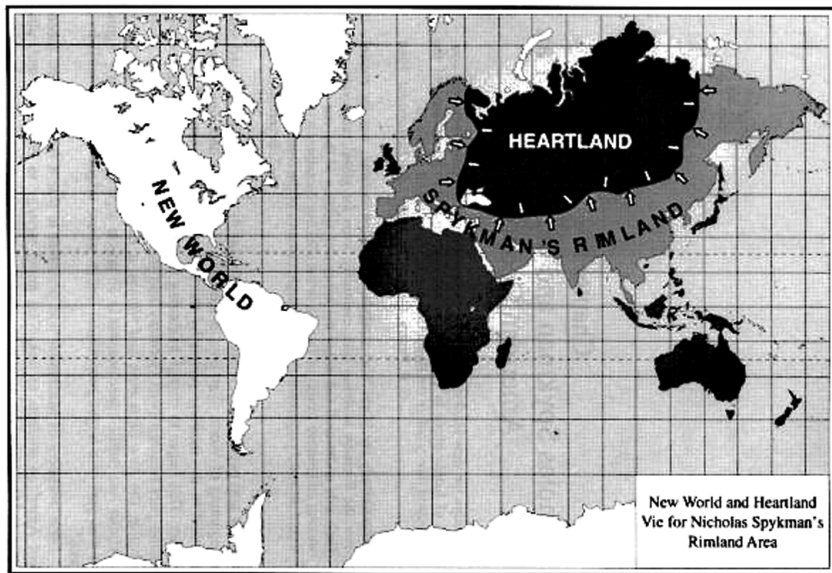 HEARTLAND
NEW WORLD
SPYKMAN'S RIMLAND
New World and Heartland
Vie for Nicholas Spykman's
Rimland Area